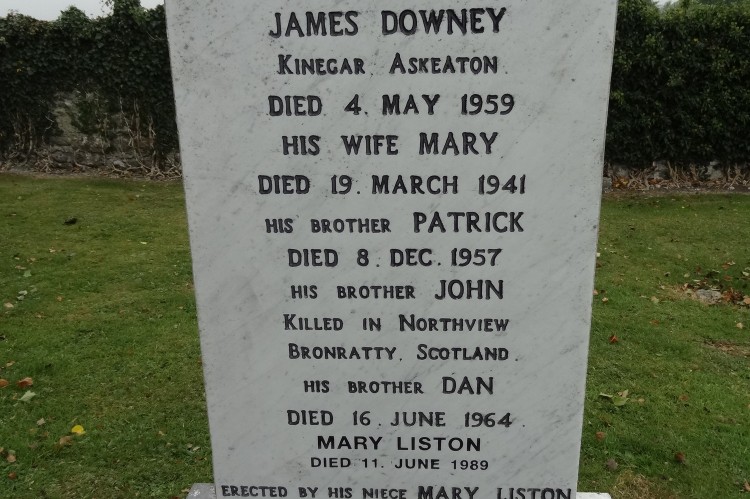 JAMES DOWNEY
KINEGAR ASKEATON.
DIED 4. MAY 1959
HIS WIFE MARY
DIED 19. MARCH 1941
HIS BROTHER PATRICK
DIED 8. DEC. 1957
HIS BROTHER JOHN
KILLED IN NORTHVIEW
BRONRATTY. SCOTLAND.
HIS BROTHER DAN
DIED 16. JUNE 1964.
MARY LISTON
DIED 11. JUNE 1989
ERECTED BY HIS NIECE MARY LISTON